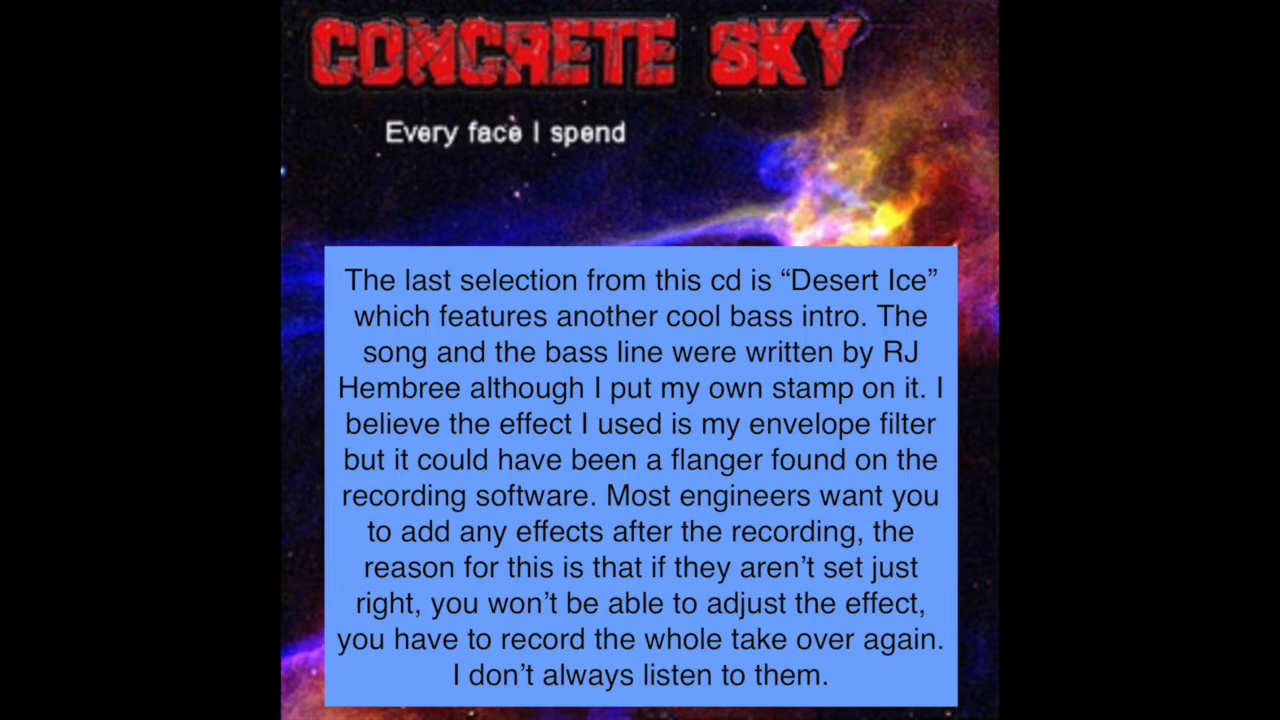 CONCRETE SKY
Every face I spend
The last selection from this cd is “Desert Ice”
which features another cool bass intro. The
song and the bass line were written by RJ
Hembree although I put my own stamp on it. I
believe the effect I used is my envelope filter
but it could have been a flanger found on the
recording software. Most engineers want you
to add any effects after the recording, the
reason for this is that if they aren’t set just
right, you won’t be able to adjust the effect,
you have to record the whole take over again.
I don’t always listen to them.